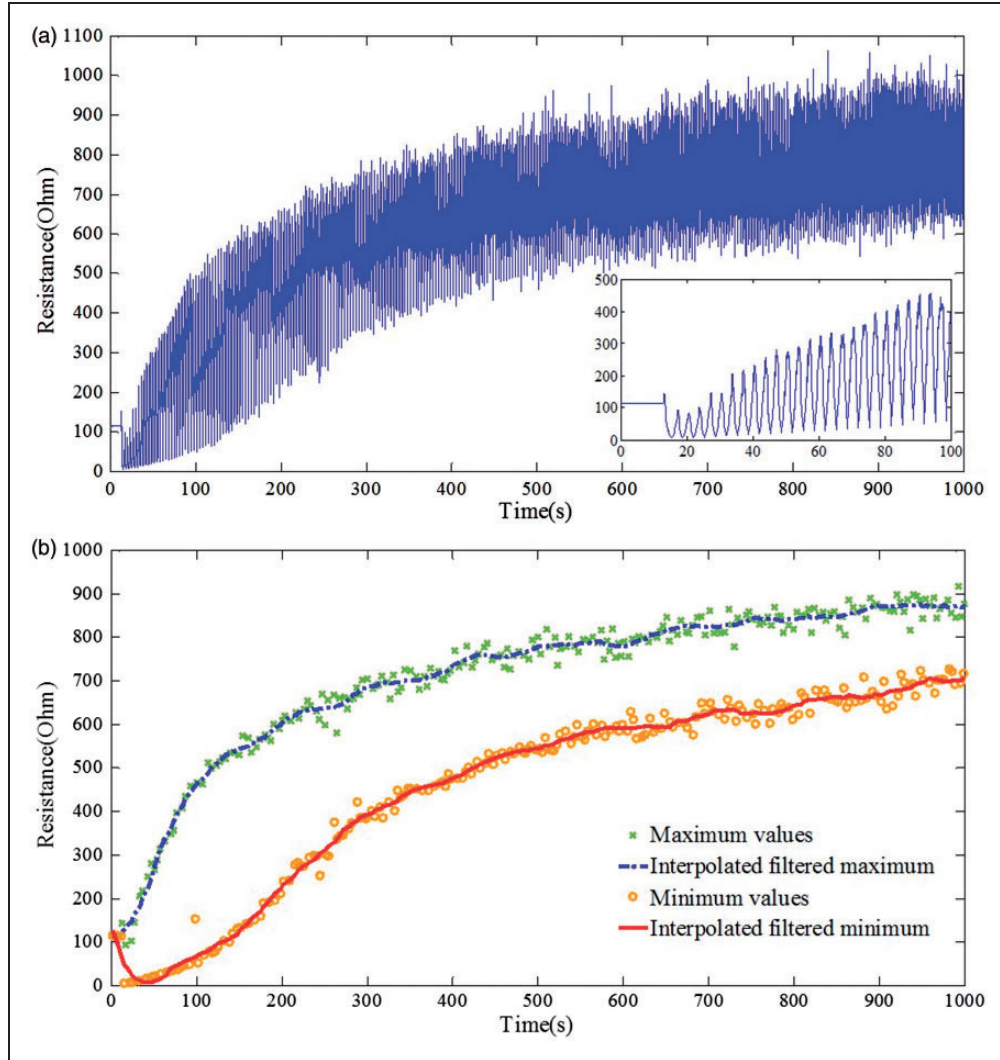 (a)
1100
1000
900
800
700
600
500
400
300
200
100
0
Resistance(Ohm)
500
400
300
200
100
0
0 20 40 60 80 100
0 100 200 300 400 500 600 700 800 900 1000
Time(s)
(b)
1000
900
800
700
600
500
400
300
200
100
0
Resistance(Ohm)
Maximum values
Interpolated filtered maximum
Minimum values
Interpolated filtered minimum
0 100 200 300 400 500 600 700 800 900 1000
Time(s)